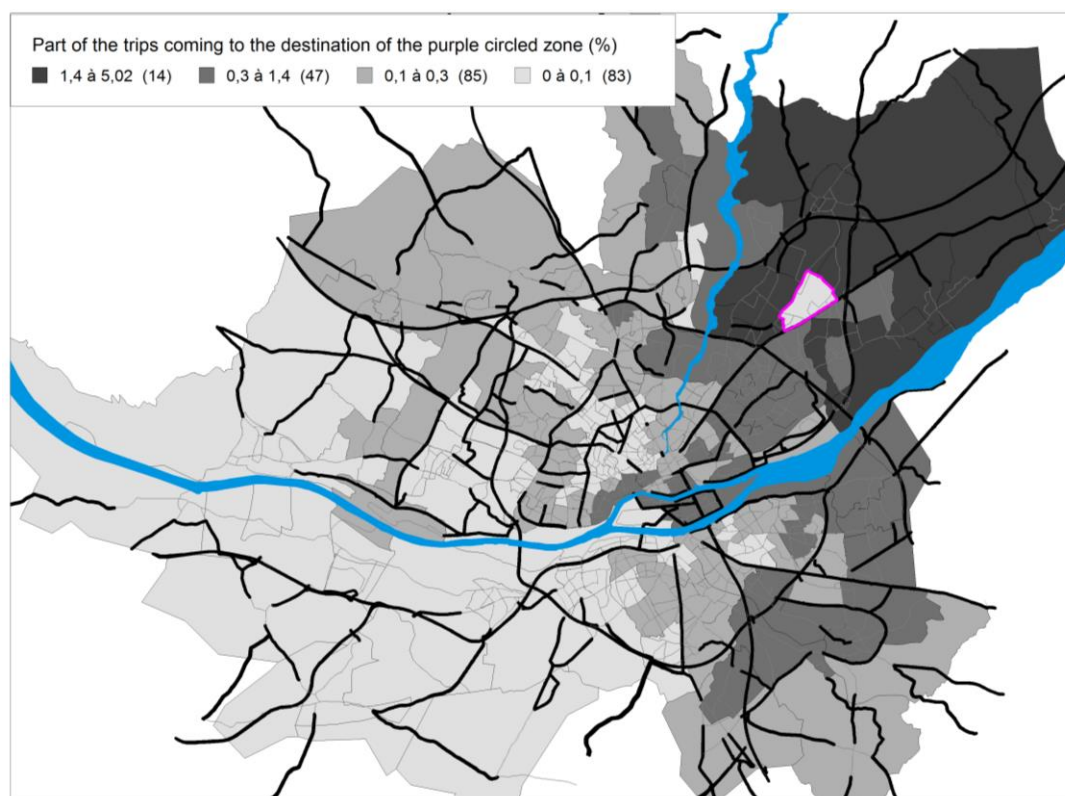 Part of the trips coming to the destination of the purple circled zone (%)
1,4 à 5,02 (14) 0,3 à 1,4 (47) 0,1 à 0,3 (85) 0 à 0,1 (83)